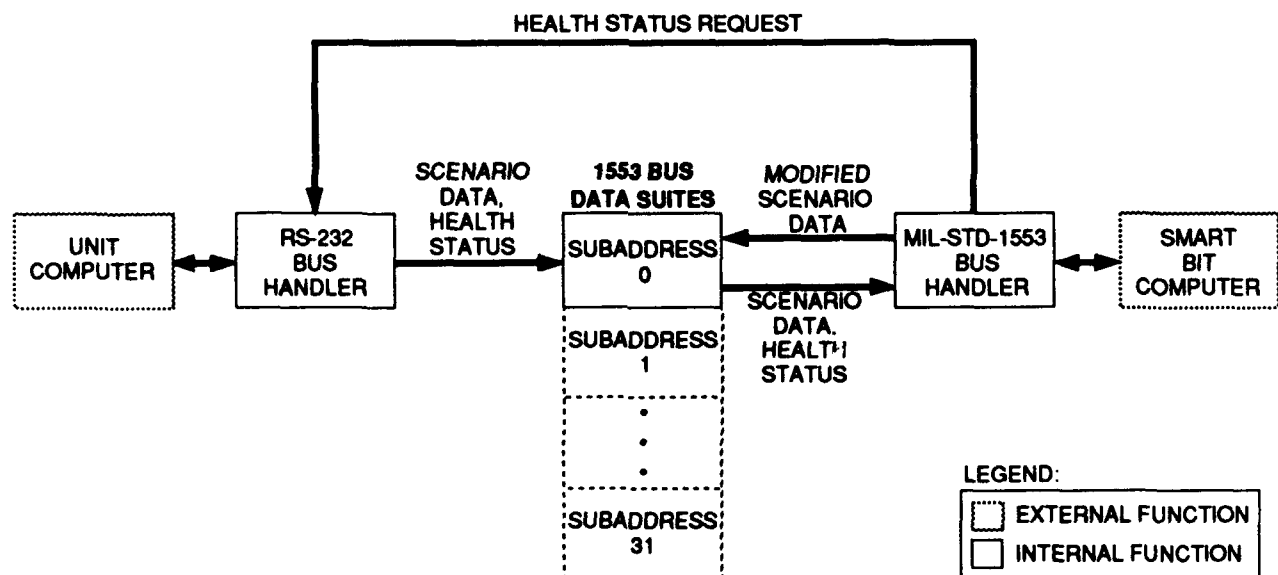 HEALTH STATUS REQUEST
SCENARIO
DATA,
HEALTH
STATUS
1553 BUS
DATA SUITES
MODIFIED
SCENARIO
DATA
UNIT
COMPUTER
RS-232
BUS
HANDLER
SUBADDRESS
0
MIL-STD-1553
BUS
HANDLER
SMART
BIT
COMPUTER
SCENARIO
DATA.
HEALTH
STATUS
SUBADDRESS
1
SUBADDRESS
31
LEGEND:
EXTERNAL FUNCTION
INTERNAL FUNCTION